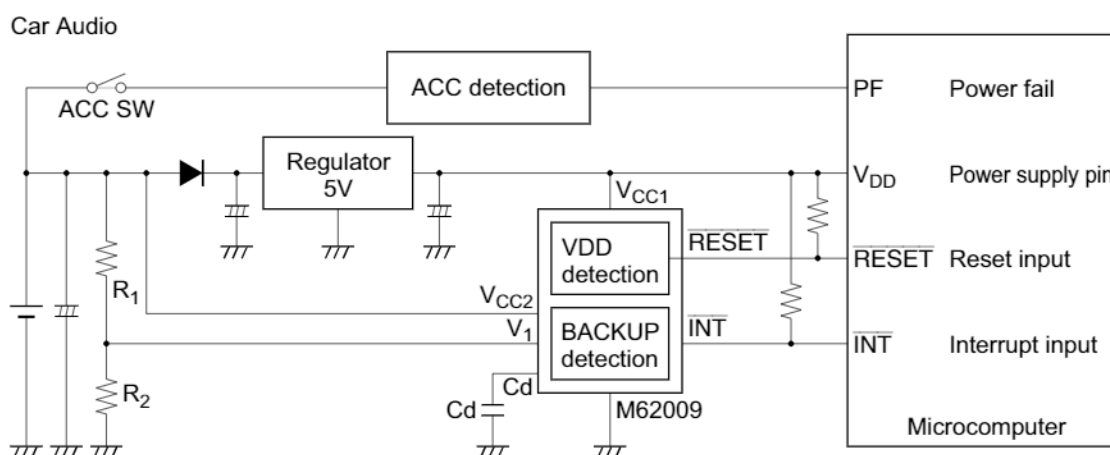 Car Audio
ACC SW
ACC detection
PF Power fail
Regulator
5V
VDD Power supply pin
VCC1
VDD
detection
RESET
RESET Reset input
R1
VCC2
V1
BACKUP
detection
INT
INT Interrupt input
R2
Cd
Cd
M62009
Microcomputer